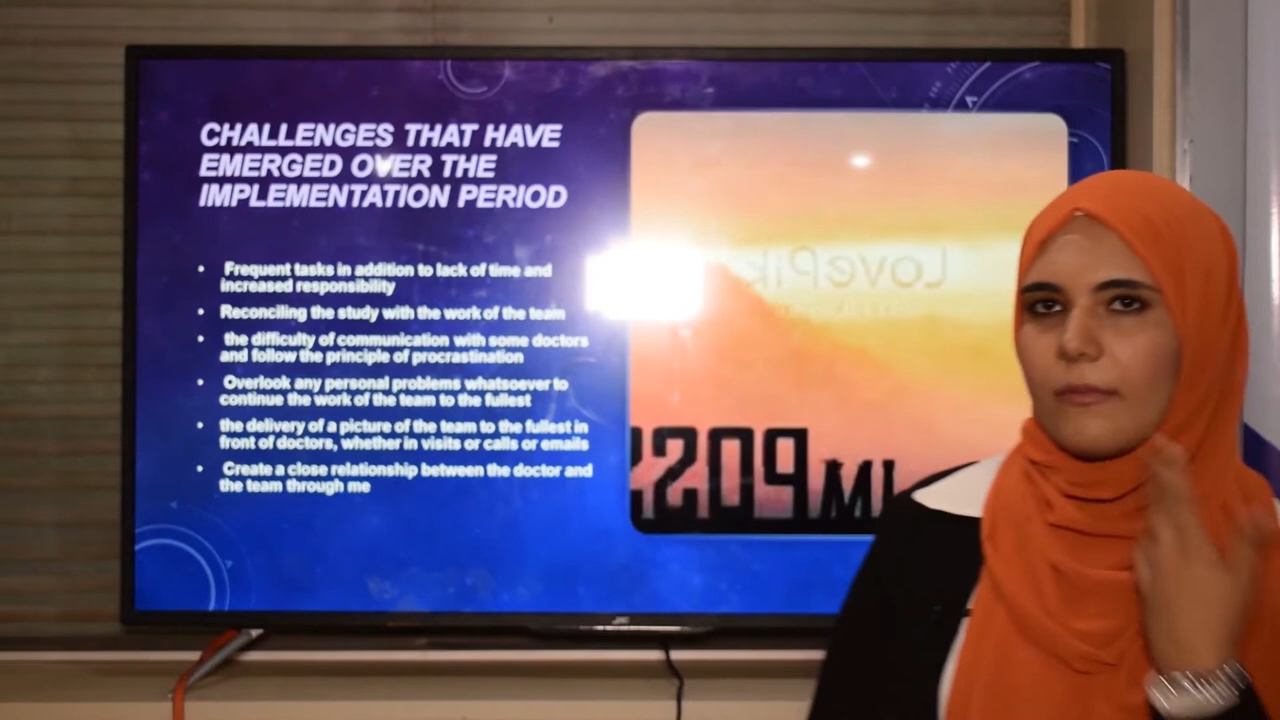 CHALLENGES THAT HAVE
EMERGED OVER THE
IMPLEMENTATION PERIOD
• Frequent tasks in addition to lack of time and
increased responsibility
• Reconciling the study with the work of the team
• the difficulty of communication with some doctors
and follow the principle of procrastination
• Overlook any personal problems whatsoever to
continue the work of the team to the fullest
• the delivery of a picture of the team to the fullest in
front of doctors, whether in visits or calls or emails
• Create a close relationship between the doctor and
the team through me
LovePik
JVC